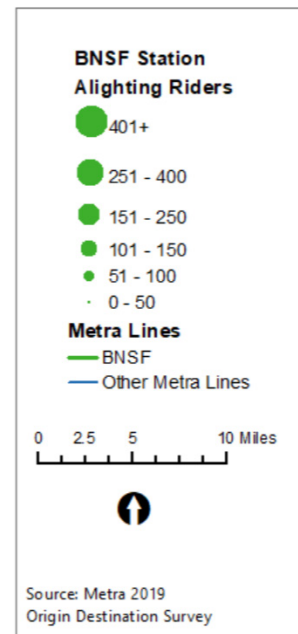 BNSF Station
Alighting Riders
401+
251 - 400
151 - 250
101 - 150
51 - 100
0 - 50
Metra Lines
BNSF
Other Metra Lines
0 2.5 5 10 Miles
Source: Metra 2019
Origin Destination Survey